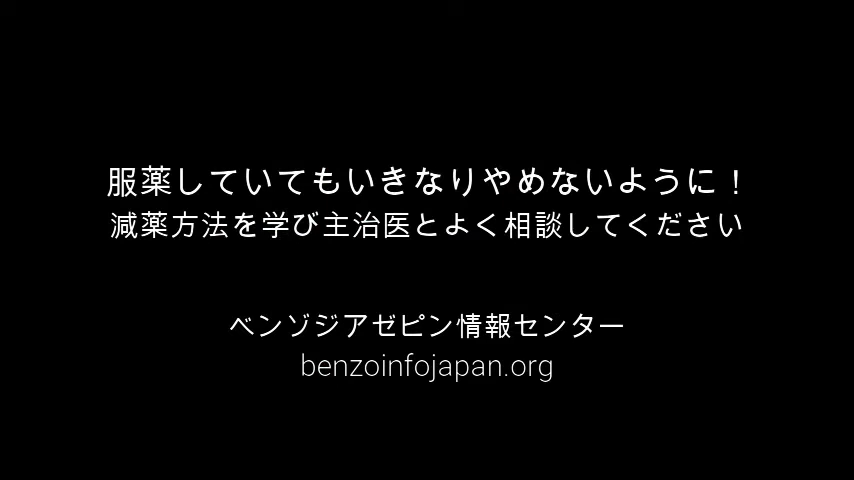 服薬していてもいきなりやめないように！
減薬方法を学び主治医とよく相談してください
ベンゾジアゼピン情報センター
benzoinfojapan.org